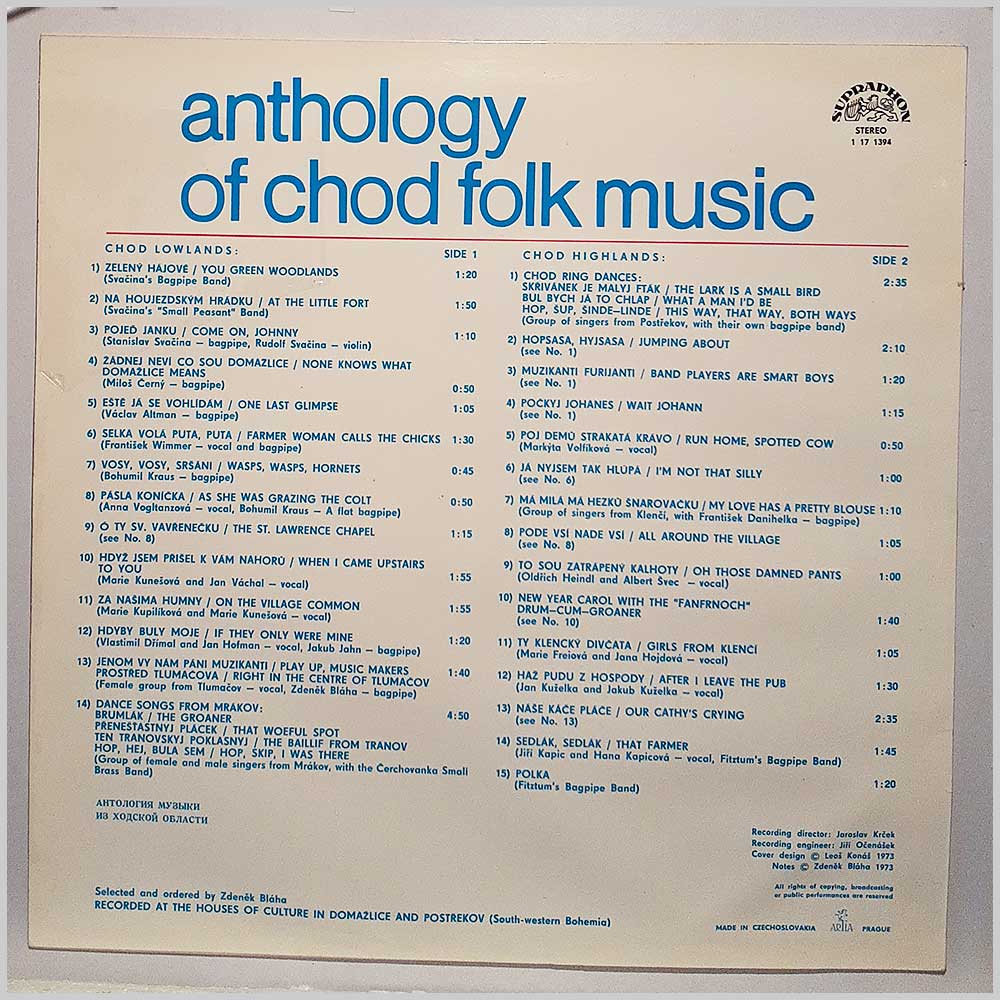 anthology
of chod folk music
SUPRAPHON
STEREO
1 17 1394
CHOD LOWLANDS: SIDE 1
1) ZELENÝ HÁJOVÉ / YOU GREEN WOODLANDS 1:20
(Svačina's Bagpipe Band)
2) NA HOUJEZDSKÝM HRÁDKU / AT THE LITTLE FORT 1:50
(Svačina's "Small Peasant" Band)
3) POJEĎ JANKU / COME ON, JOHNNY 1:10
(Stanislav Svačina – bagpipe, Rudolf Svačina – violin)
4) ŽÁDNEJ NEVÍ CO SOU DOMAŽLICE / NONE KNOWS WHAT
DOMAŽLICE MEANS
(Miloš Černý – bagpipe) 0:50
5) EŠTĚ JÁ SE VOHLÍDÁM / ONE LAST GLIMPSE 1:05
(Václav Altman – bagpipe)
6) SELKA VOLÁ PUTA, PUTA / FARMER WOMAN CALLS THE CHICKS 1:30
(František Wimmer – vocal and bagpipe)
7) VOSY, VOSY, SRŠÁNI / WASPS, WASPS, HORNETS 0:45
(Bohumil Kraus – bagpipe)
8) PÁSLA KONÍČKA / AS SHE WAS GRAZING THE COLT 0:50
(Anna Vogltanzová – vocal, Bohumil Kraus – A flat bagpipe)
9) Ó TY SV. VAVŘENEČKU / THE ST. LAWRENCE CHAPEL 1:15
(see No. 8)
10) HDYŽ JSEM PŘIŠEL K VÁM NAHORŮ / WHEN I CAME UPSTAIRS
TO YOU
(Marie Kunešová and Jan Váchal – vocal) 1:55
11) ZA NAŠIMA HUMNY / ON THE VILLAGE COMMON 1:55
(Marie Kupilíková and Marie Kunešová – vocal)
12) HDYBY BULY MOJE / IF THEY ONLY WERE MINE 1:20
(Vlastimil Dřímal and Jan Hofman – vocal, Jakub Jahn – bagpipe)
13) JENOM VY NÁM PÁNI MUZIKANTI / PLAY UP, MUSIC MAKERS 1:40
PROSTŘED TLUMAČOVA / RIGHT IN THE CENTRE OF TLUMAČOV
(Female group from Tlumačov – vocal, Zdeněk Bláha – bagpipe)
14) DANCE SONGS FROM MRÁKOV: 4:50
BRUMLÁK / THE GROANER
PŘENEŠŤASTNÝJ PLÁCEK / THAT WOEFUL SPOT
TEN TRANOVSKYJ POKLASNYJ / THE BAILLIF FROM TRANOV
HOP, HEJ, BULA SEM / HOP, SKIP, I WAS THERE
(Group of female and male singers from Mrákov, with the Čerchovanka Small
Brass Band)
АНТОЛОГИЯ МУЗЫКИ
ИЗ ХОДСКОЙ ОБЛАСТИ
Selected and ordered by Zdeněk Bláha
RECORDED AT THE HOUSES OF CULTURE IN DOMAŽLICE AND POSTŘEKOV (South-western Bohemia)
CHOD HIGHLANDS: SIDE 2
1) CHOD RING DANCES: 2:35
SKŘIVÁNEK JE MALYJ FTÁK / THE LARK IS A SMALL BIRD
BUL BYCH JÁ TO CHLAP / WHAT A MAN I'D BE
HOP, ŠUP, ŠINDE–LINDE / THIS WAY, THAT WAY, BOTH WAYS
(Group of singers from Postřekov, with their own bagpipe band)
2) HOPSASA, HYJSASA / JUMPING ABOUT 2:10
(see No. 1)
3) MUZIKANTI FURIJANTI / BAND PLAYERS ARE SMART BOYS 1:20
(see No. 1)
4) POČKYJ JOHANES / WAIT JOHANN 1:15
(see No. 1)
5) POJ DEMŮ STRAKATÁ KRÁVO / RUN HOME, SPOTTED COW 0:50
(Markýta Volfíková – vocal)
6) JÁ NYJSEM TAK HLÚPÁ / I'M NOT THAT SILLY 1:00
(see No. 6)
7) MÁ MILÁ MÁ HEZKŮ ŠNAROVAČKU / MY LOVE HAS A PRETTY BLOUSE 1:10
(Group of singers from Klenčí, with František Danihelka – bagpipe)
8) PODE VSÍ NADE VSÍ / ALL AROUND THE VILLAGE 1:05
(see No. 8)
9) TO SOU ZATRÁPENÝ KALHOTY / OH THOSE DAMNED PANTS 1:00
(Oldřich Heindl and Albert Švec – vocal)
10) NEW YEAR CAROL WITH THE "FANFRNOCH"
DRUM–CUM–GROANER
(see No. 10) 1:40
11) TY KLENCKÝ DIVČATA / GIRLS FROM KLENČÍ 1:05
(Marie Freiová and Jana Hojdová – vocal)
12) HAŽ PUDU Z HOSPODY / AFTER I LEAVE THE PUB 1:30
(Jan Kuželka and Jakub Kuželka – vocal)
13) NAŠE KÁČE PLÁČE / OUR CATHY'S CRYING 2:35
(see No. 13)
14) SEDLÁK, SEDLÁK / THAT FARMER 1:45
(Jiří Kapic and Hana Kapicová – vocal, Fitztum's Bagpipe Band)
15) POLKA 1:20
(Fitztum's Bagpipe Band)
Recording director: Jaroslav Krček
Recording engineer: Jiří Očenášek
Cover design © Leoš Konáš 1973
Notes © Zdeněk Bláha 1973
All rights of copying, broadcasting
or public performances are reserved
MADE IN CZECHOSLOVAKIA ARTIA PRAGUE